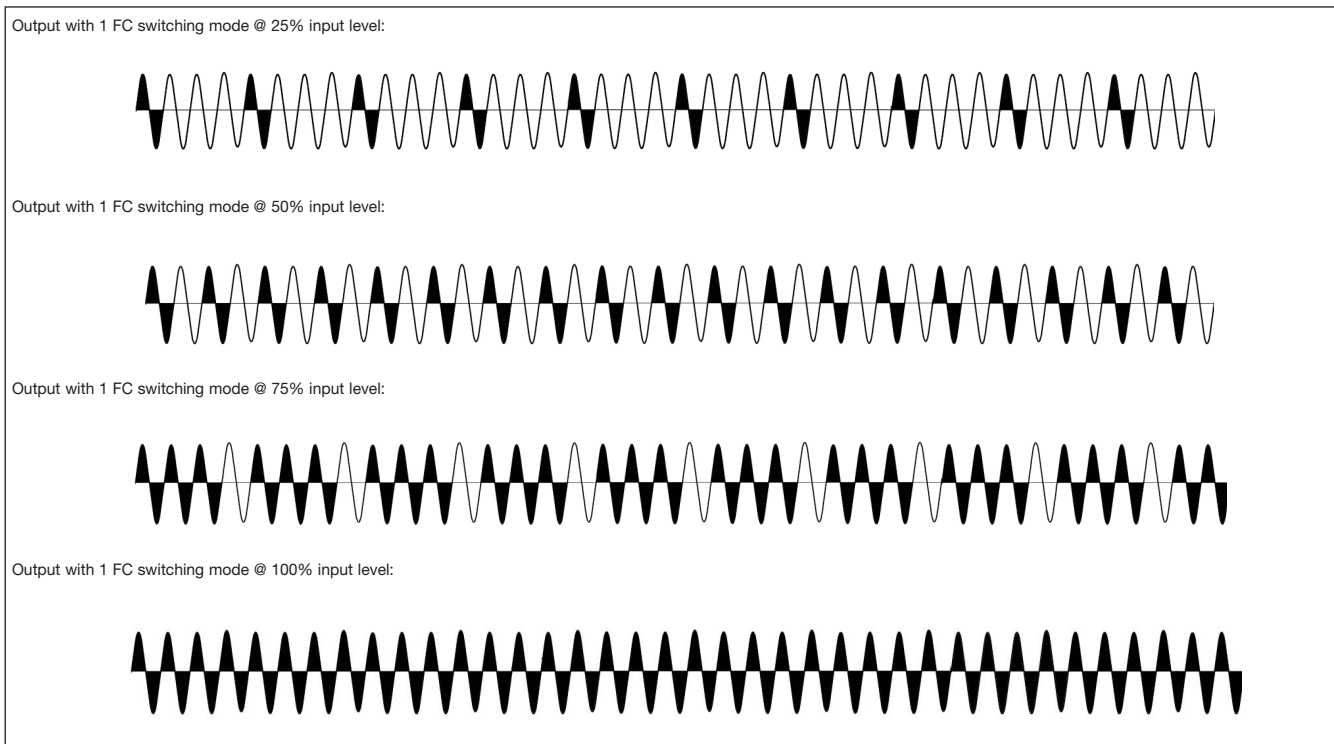 Output with 1 FC switching mode @ 25% input level:
Output with 1 FC switching mode @ 50% input level:
Output with 1 FC switching mode @ 75% input level:
Output with 1 FC switching mode @ 100% input level: